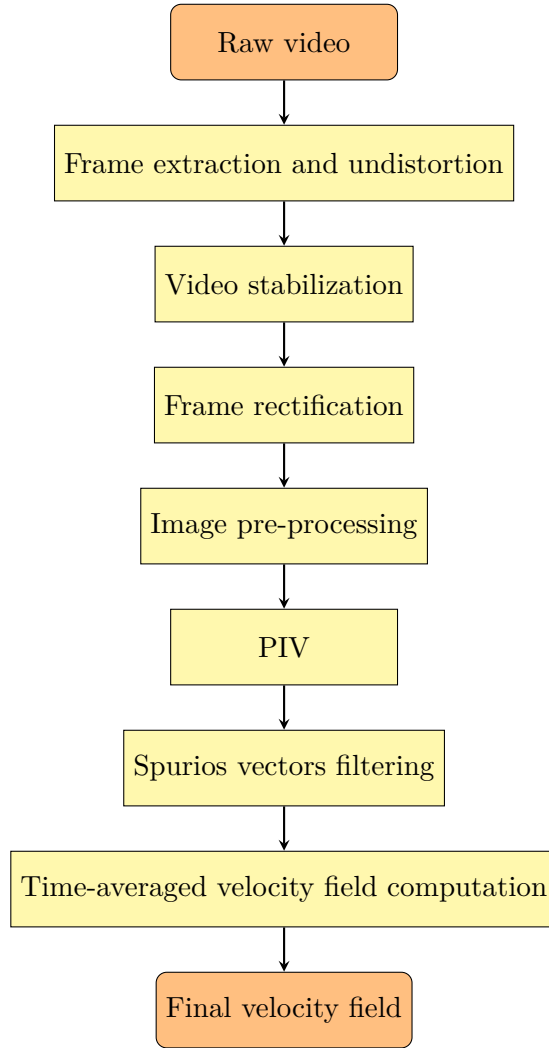 Raw video
Frame extraction and undistortion
Video stabilization
Frame rectification
Image pre-processing
PIV
Spurios vectors filtering
Time-averaged velocity field computation
Final velocity field